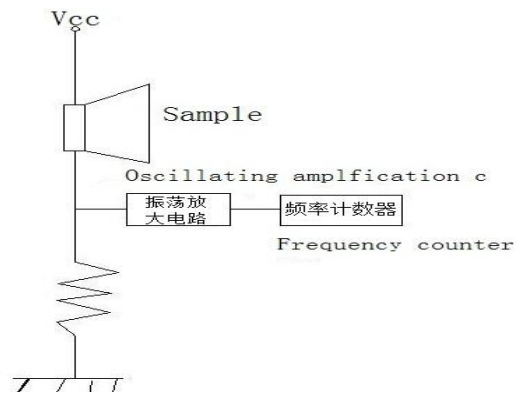 Vcc
Sample
Oscillating amplfication c
振荡放
大电路
频率计数器
Frequency counter